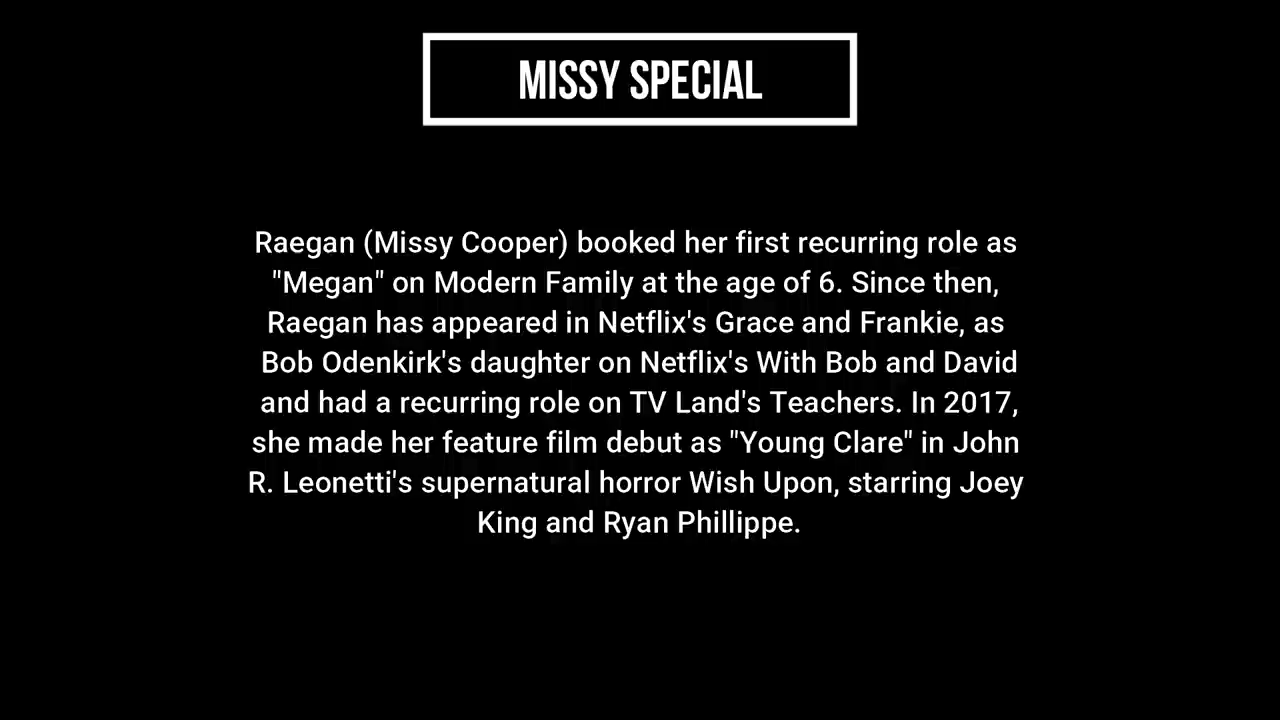 MISSY SPECIAL
Raegan (Missy Cooper) booked her first recurring role as
"Megan" on Modern Family at the age of 6. Since then,
Raegan has appeared in Netflix's Grace and Frankie, as
Bob Odenkirk's daughter on Netflix's With Bob and David
and had a recurring role on TV Land's Teachers. In 2017,
she made her feature film debut as "Young Clare" in John
R. Leonetti's supernatural horror Wish Upon, starring Joey
King and Ryan Phillippe.